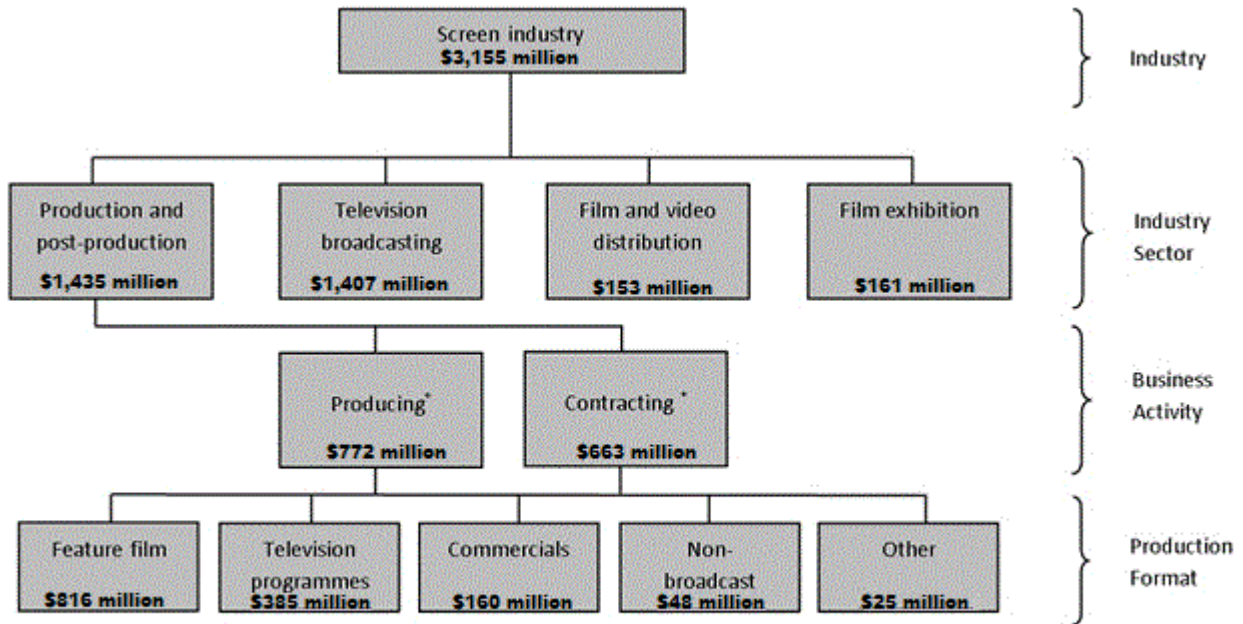 Screen industry
$3,155 million
Industry
Production and
post-production
$1,435 million
Television
broadcasting
$1,407 million
Film and video
distribution
$153 million
Film exhibition
$161 million
Industry
Sector
Producing*
$772 million
Contracting *
$663 million
Business
Activity
Feature film
$816 million
Television
programmes
$385 million
Commercials
$160 million
Non-
broadcast
$48 million
Other
$25 million
Production
Format